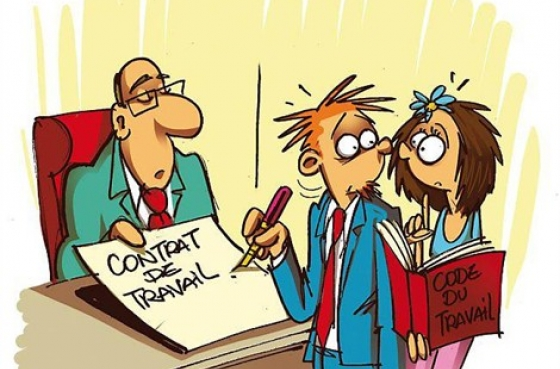 CONTRAT
DE
TRAVAIL
CODE
DU
TRAVAIL